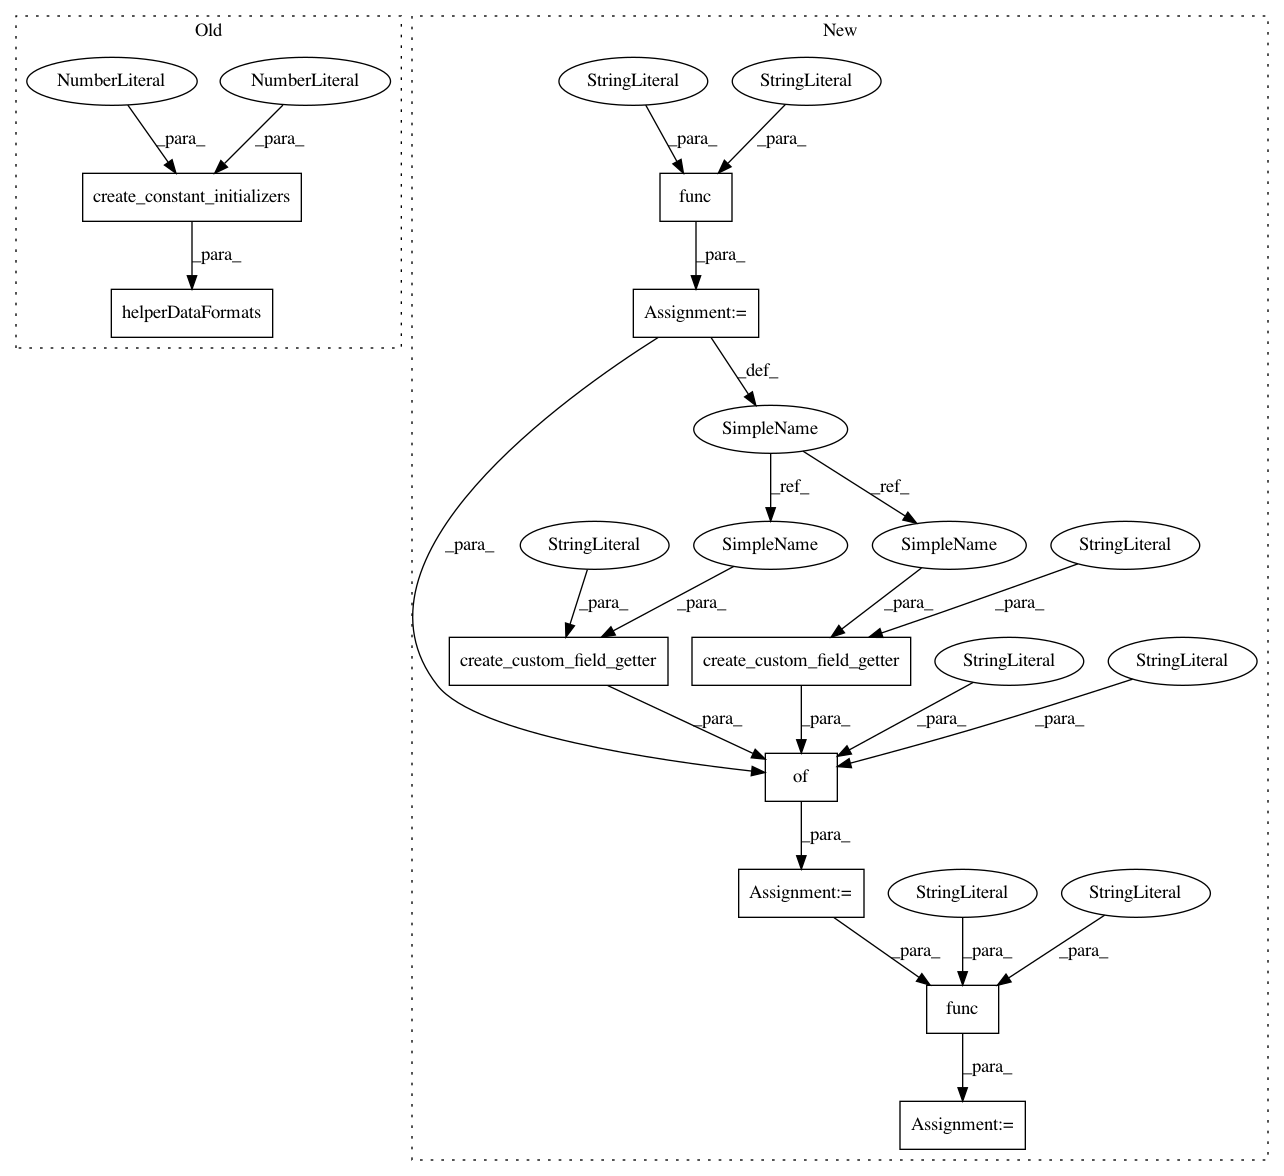 Old
New
NumberLiteral
NumberLiteral
StringLiteral
StringLiteral
_para_
_para_
_para_
_para_
create_constant_initializers
func
_para_
_para_
helperDataFormats
Assignment:=
_def_
SimpleName
_ref_
_ref_
_para_
StringLiteral
SimpleName
SimpleName
StringLiteral
_para_
_para_
_para_
_para_
create_custom_field_getter
create_custom_field_getter
StringLiteral
StringLiteral
_para_
_para_
_para_
_para_
of
_para_
Assignment:=
StringLiteral
StringLiteral
_para_
_para_
_para_
func
_para_
Assignment:=